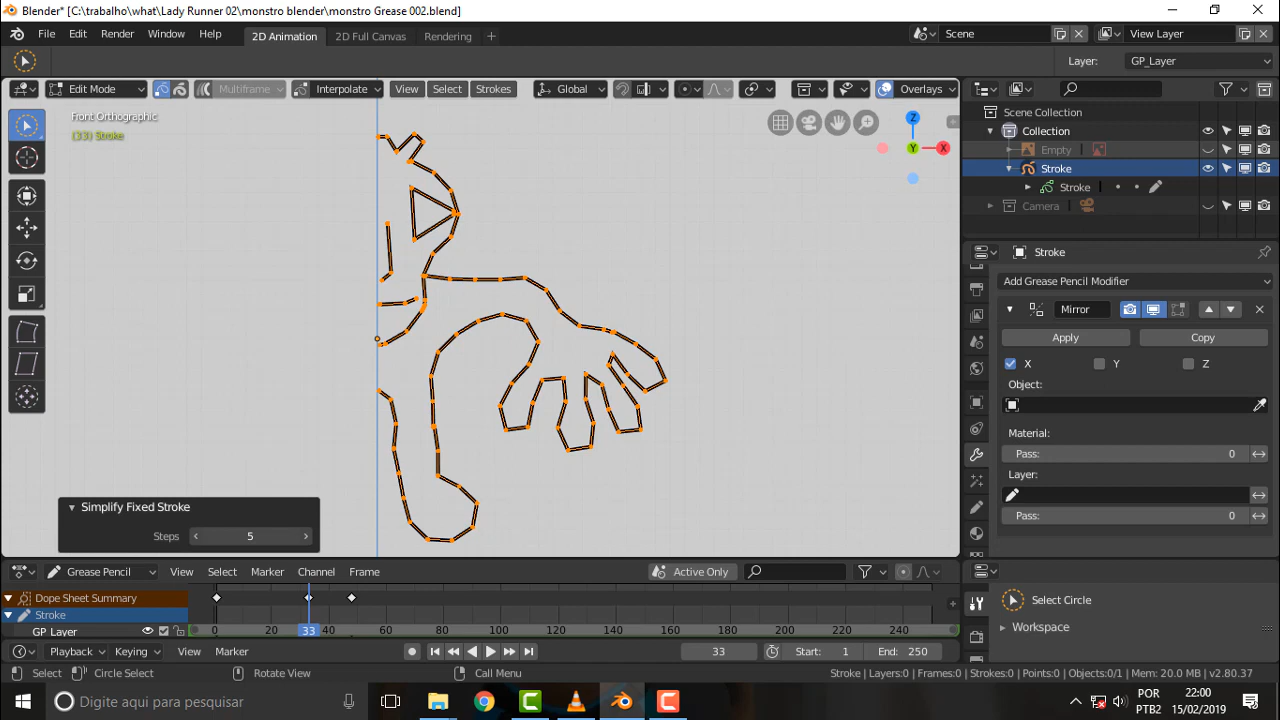 Blender* [C:\trabalho\what\Lady Runner 02\monstro blender\monstro Grease 002.blend]
File Edit Render Window Help 2D Animation 2D Full Canvas Rendering + Scene View Layer
Layer: GP_Layer
Edit Mode Multiframe Interpolate View Select Strokes Global Overlays
Front Orthographic
(33) Stroke
Z
Y
X
Scene Collection
Collection
Empty
Stroke
Stroke
Camera
Stroke
Add Grease Pencil Modifier
Mirror
Apply Copy
X Y Z
Object:
Material:
Pass: 0
Layer:
Pass: 0
Simplify Fixed Stroke
Steps 5
Grease Pencil View Select Marker Channel Frame Active Only
Dope Sheet Summary
Stroke
GP_Layer
0 20 33 40 60 80 100 120 140 160 180 200 220 240
Playback Keying View Marker 33 Start: 1 End: 250
Select Circle
Workspace
Select Circle Select Rotate View Call Menu Stroke | Layers:0 | Frames:0 | Strokes:0 | Points:0 | Objects:0/1 | Mem: 20.0 MB | v2.80.37
Digite aqui para pesquisar
POR
PTB2
22:00
15/02/2019